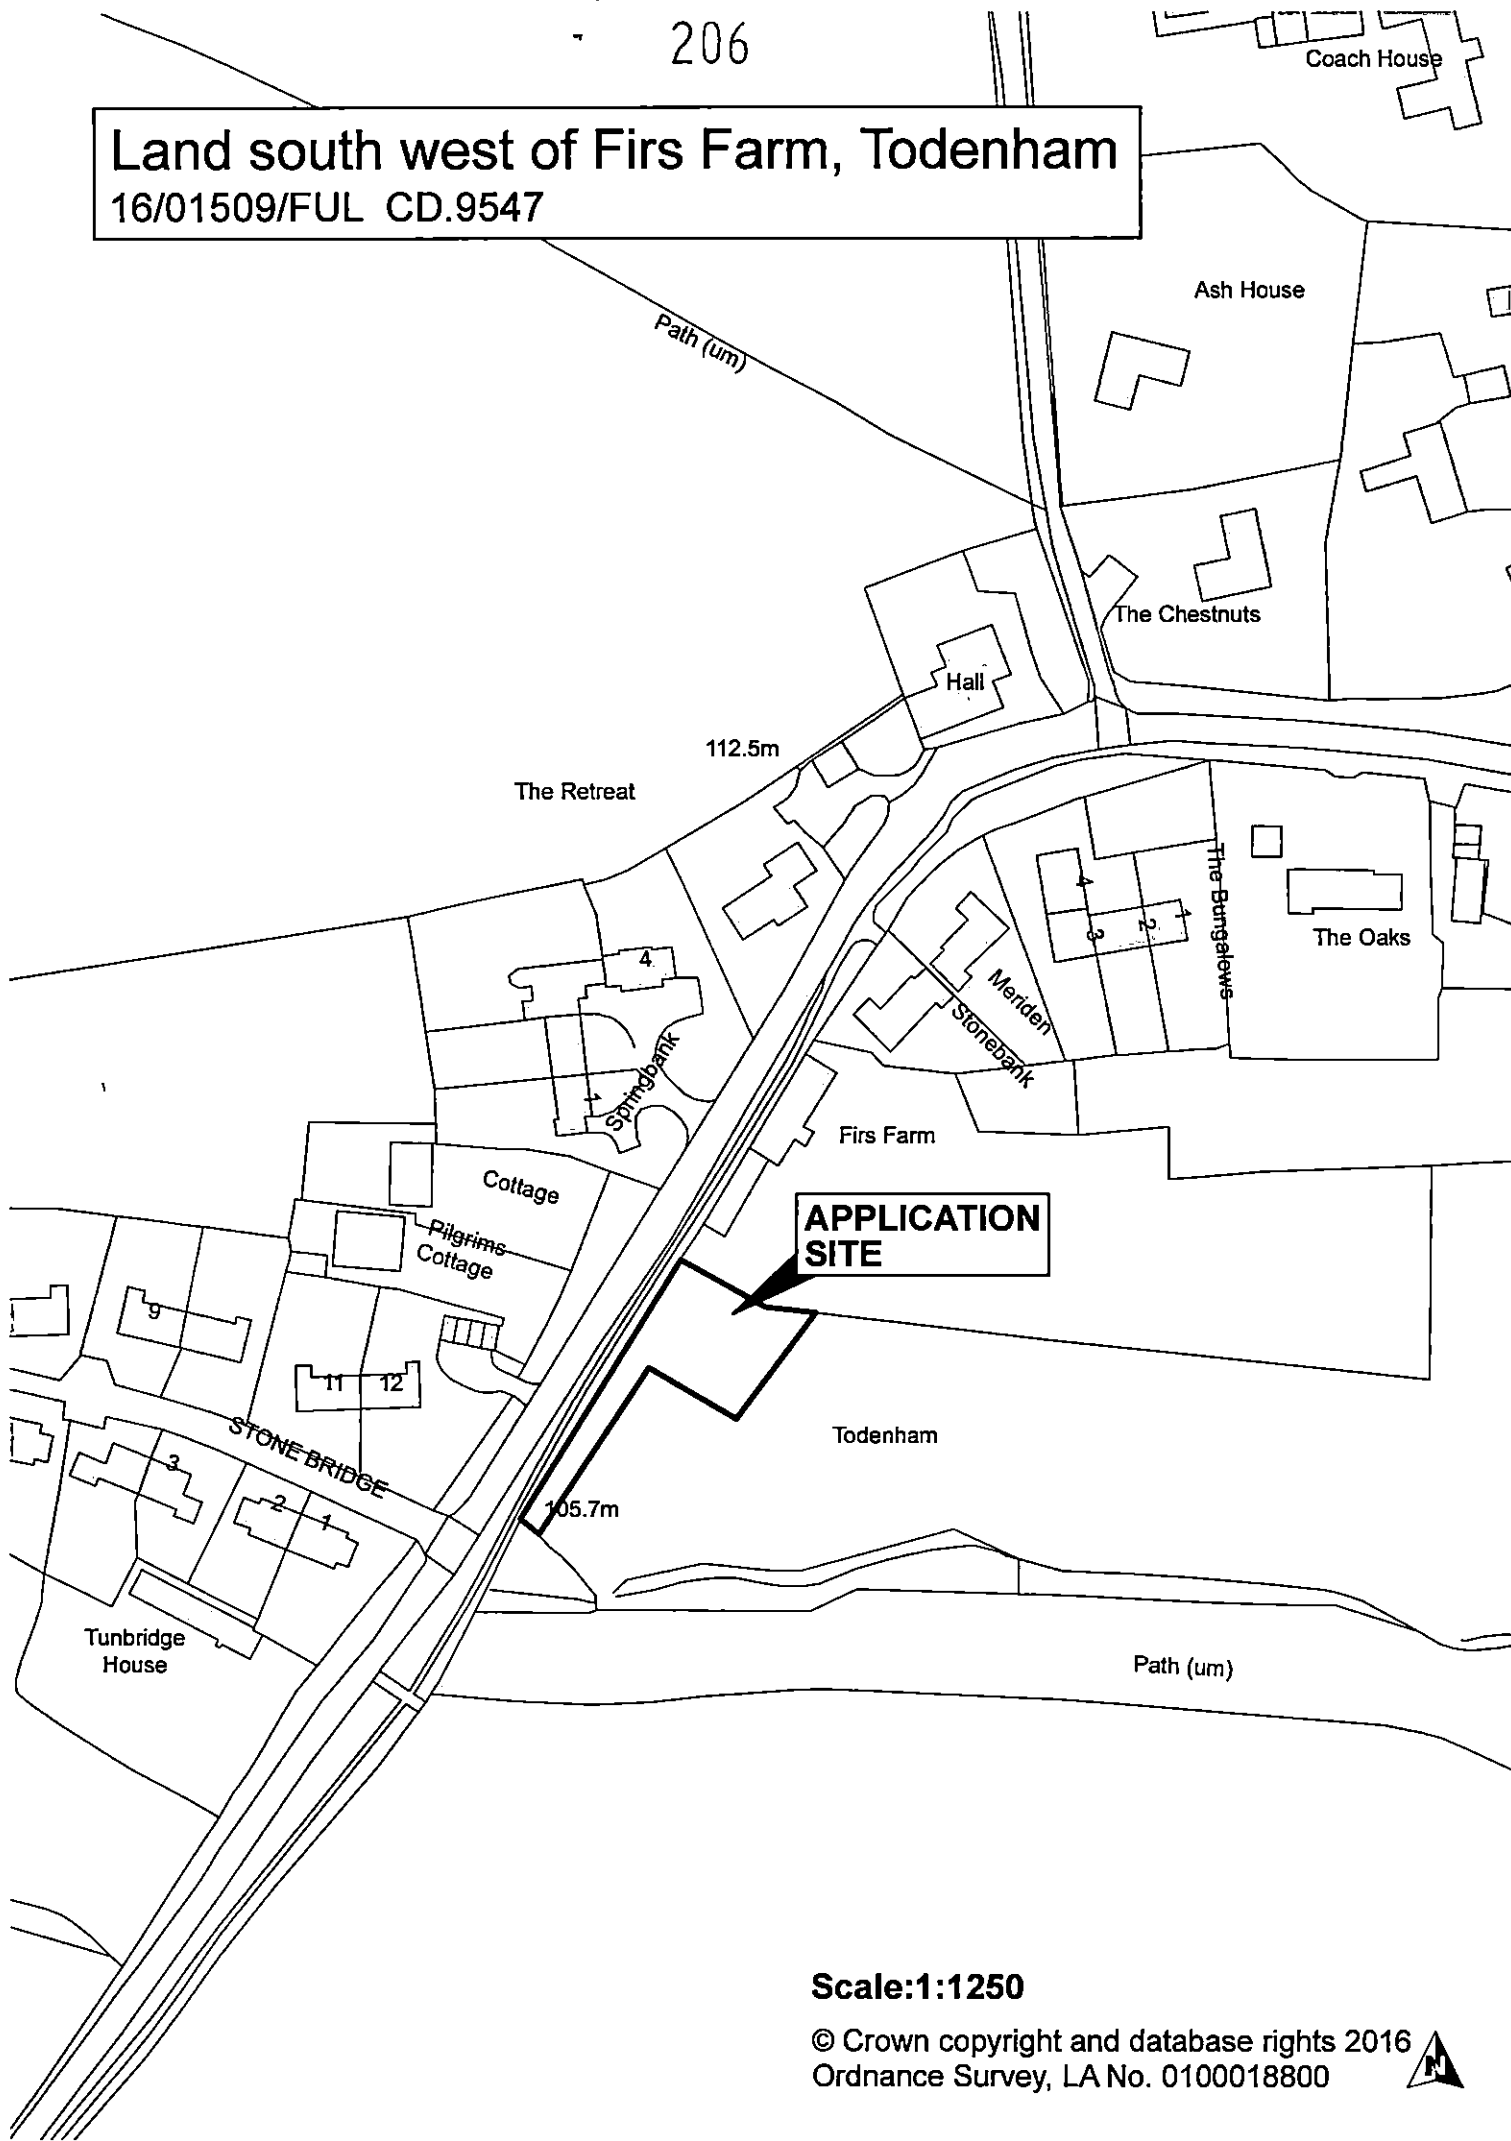 206
Coach House
Land south west of Firs Farm, Todenham
16/01509/FUL CD.9547
Ash House
Path (um)
The Chestnuts
Hall
112.5m
The Retreat
The Bungalows
4
1
2
3
The Oaks
4
Meriden
Stonebank
Springbank
1
Firs Farm
Cottage
Pilgrims
Cottage
APPLICATION
SITE
9
11
12
STONE BRIDGE
Todenham
3
2
1
105.7m
Tunbridge
House
Path (um)
Scale:1:1250
© Crown copyright and database rights 2016
Ordnance Survey, LA No. 0100018800
N